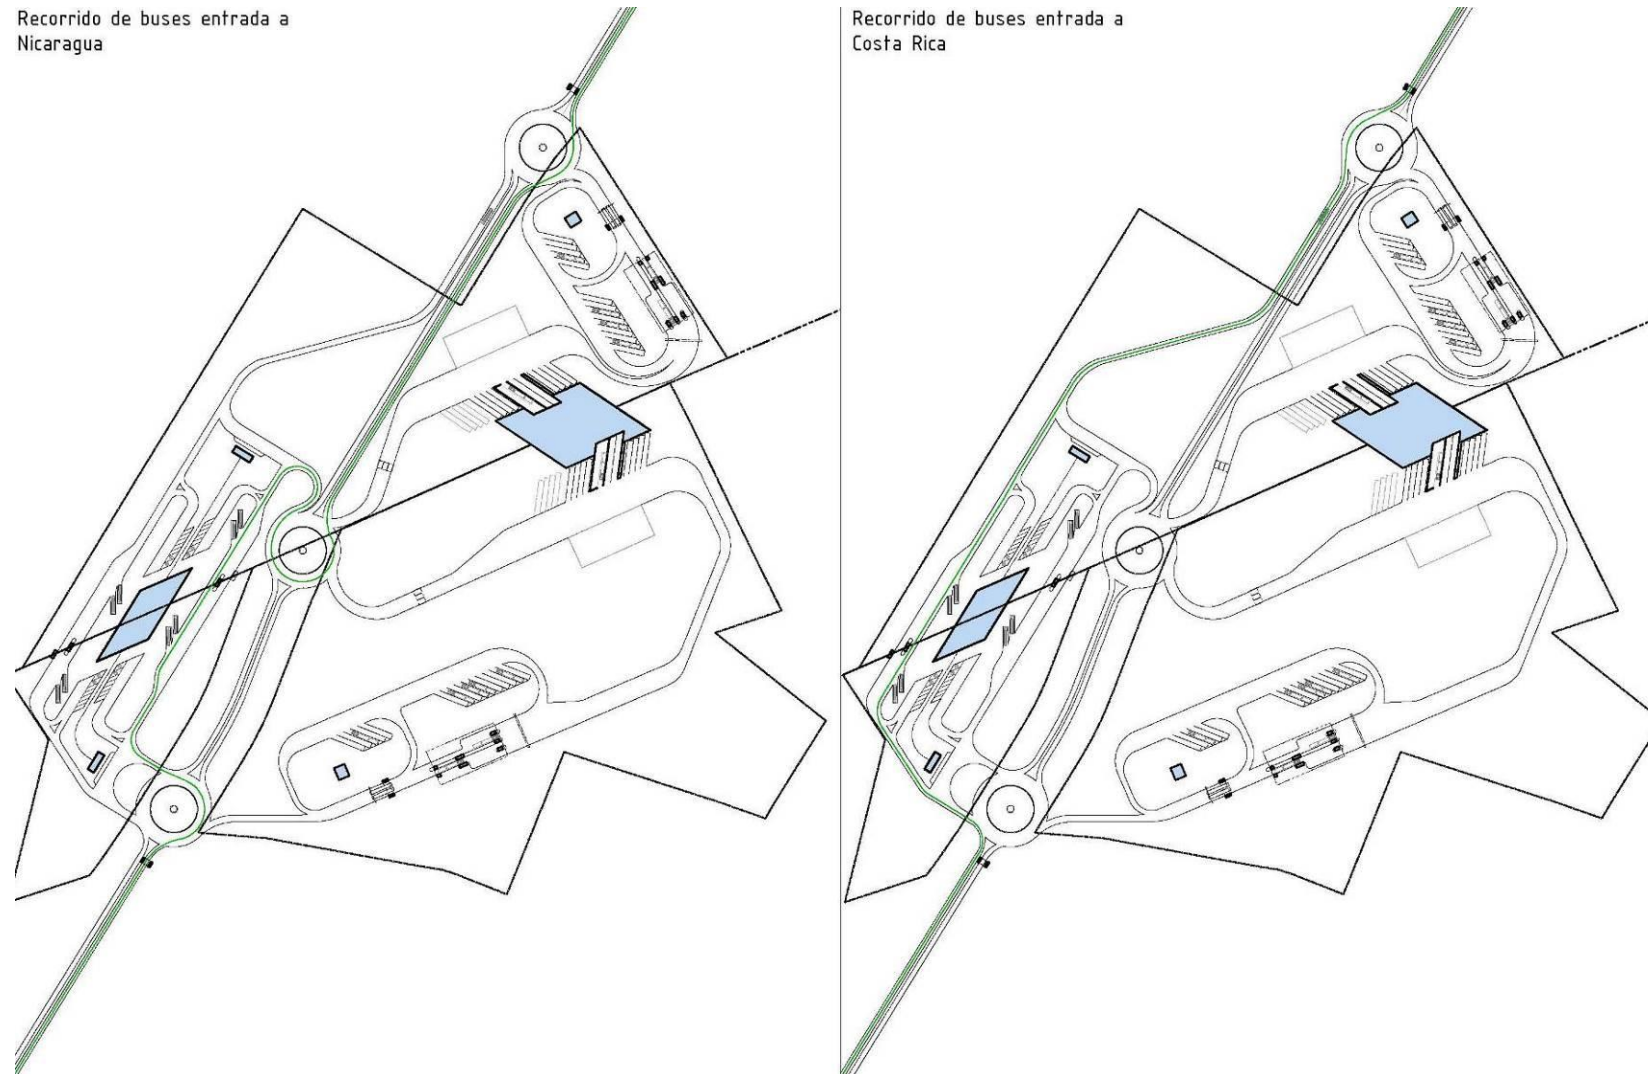 Recorrido de buses entrada a
Nicaragua
Recorrido de buses entrada a
Costa Rica